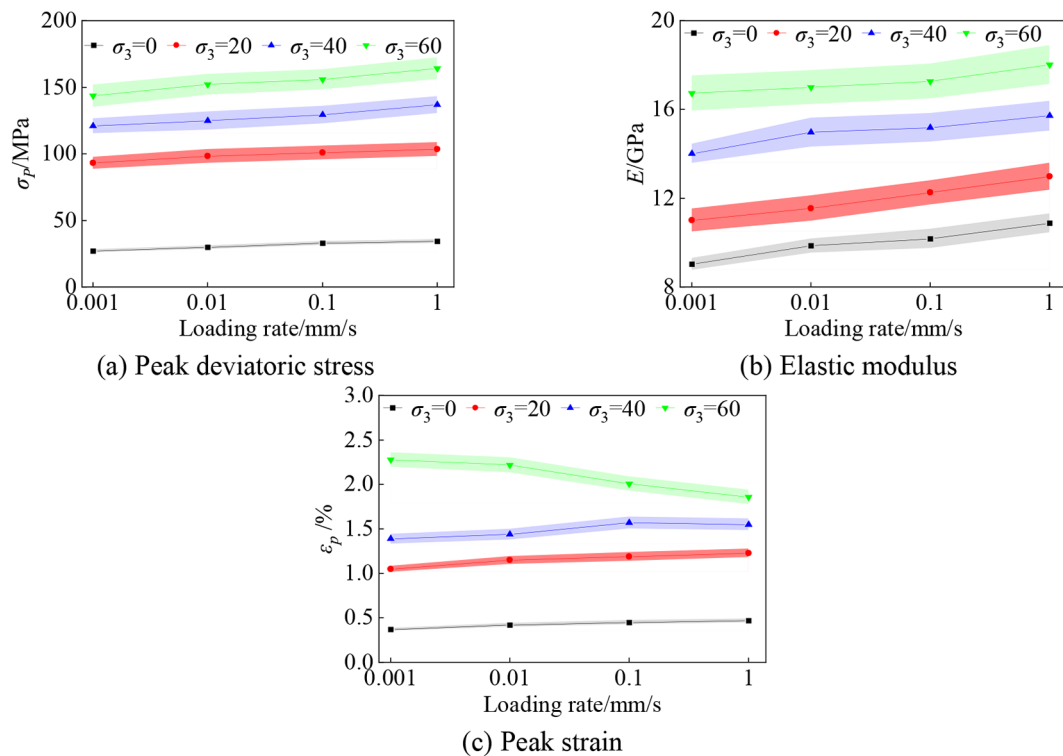 200
σ3=0 σ3=20 σ3=40 σ3=60
150
100
50
0
σP/MPa
0.001 0.01 0.1 1
Loading rate/mm/s
(a) Peak deviatoric stress
20
σ3=0 σ3=20 σ3=40 σ3=60
16
12
8
E/GPa
0.001 0.01 0.1 1
Loading rate/mm/s
(b) Elastic modulus
3.0
σ3=0 σ3=20 σ3=40 σ3=60
2.5
2.0
1.5
1.0
0.5
0.0
εp /%
0.001 0.01 0.1 1
Loading rate/mm/s
(c) Peak strain